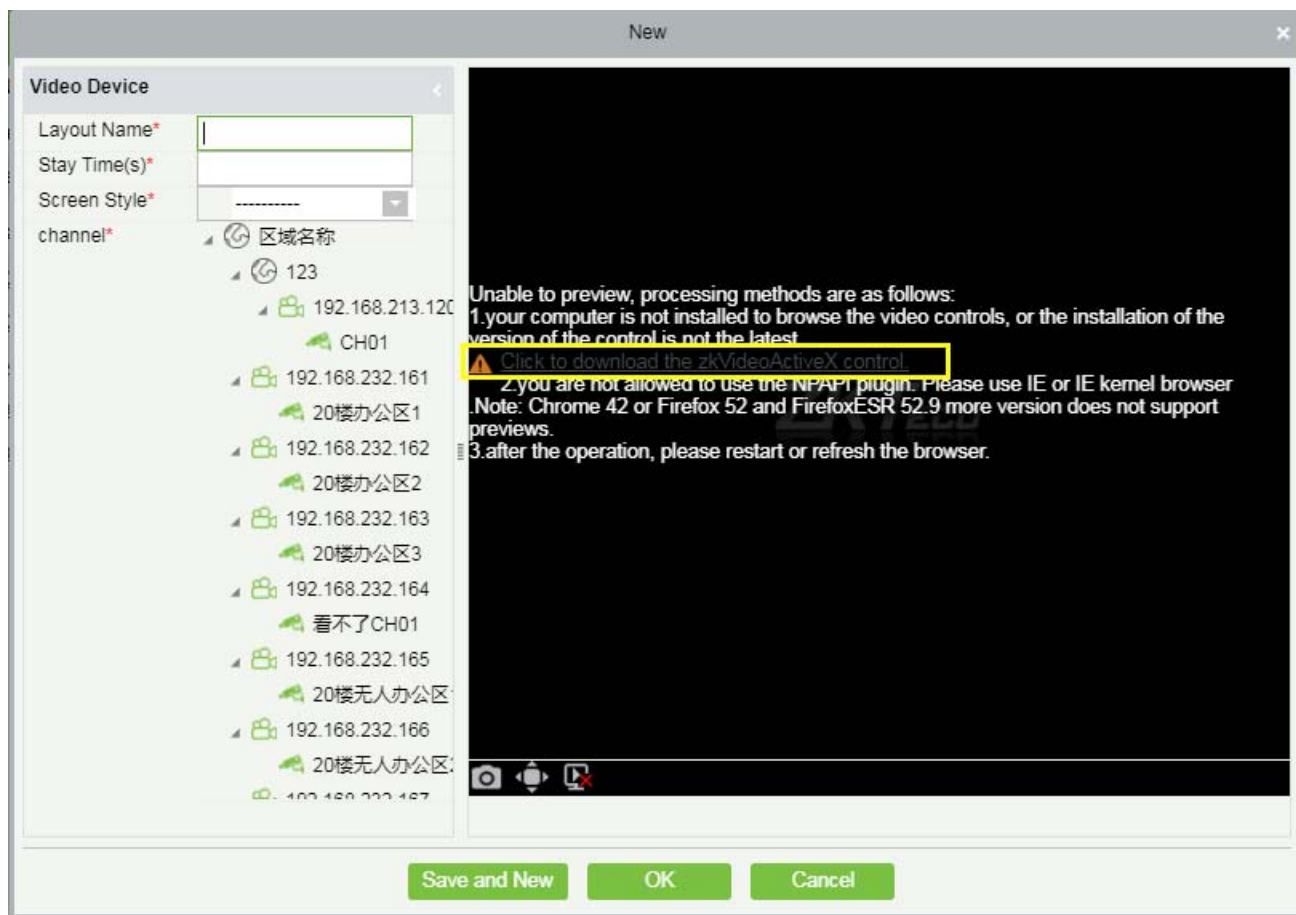 New
Video Device
Layout Name*
Stay Time(s)*
Screen Style*
----------
channel*
区域名称
123
192.168.213.120
CH01
192.168.232.161
20楼办公区1
192.168.232.162
20楼办公区2
192.168.232.163
20楼办公区3
192.168.232.164
看不了CH01
192.168.232.165
20楼无人办公区
192.168.232.166
20楼无人办公区
Unable to preview, processing methods are as follows:
1.your computer is not installed to browse the video controls, or the installation of the
version of the control is not the latest
Click to download the zkVideoActiveX control.
2.you are not allowed to use the NPAPI plugin. Please use IE or IE kernel browser
.Note: Chrome 42 or Firefox 52 and FirefoxESR 52.9 more version does not support
previews.
3.after the operation, please restart or refresh the browser.
ZKTECO
Save and New
OK
Cancel